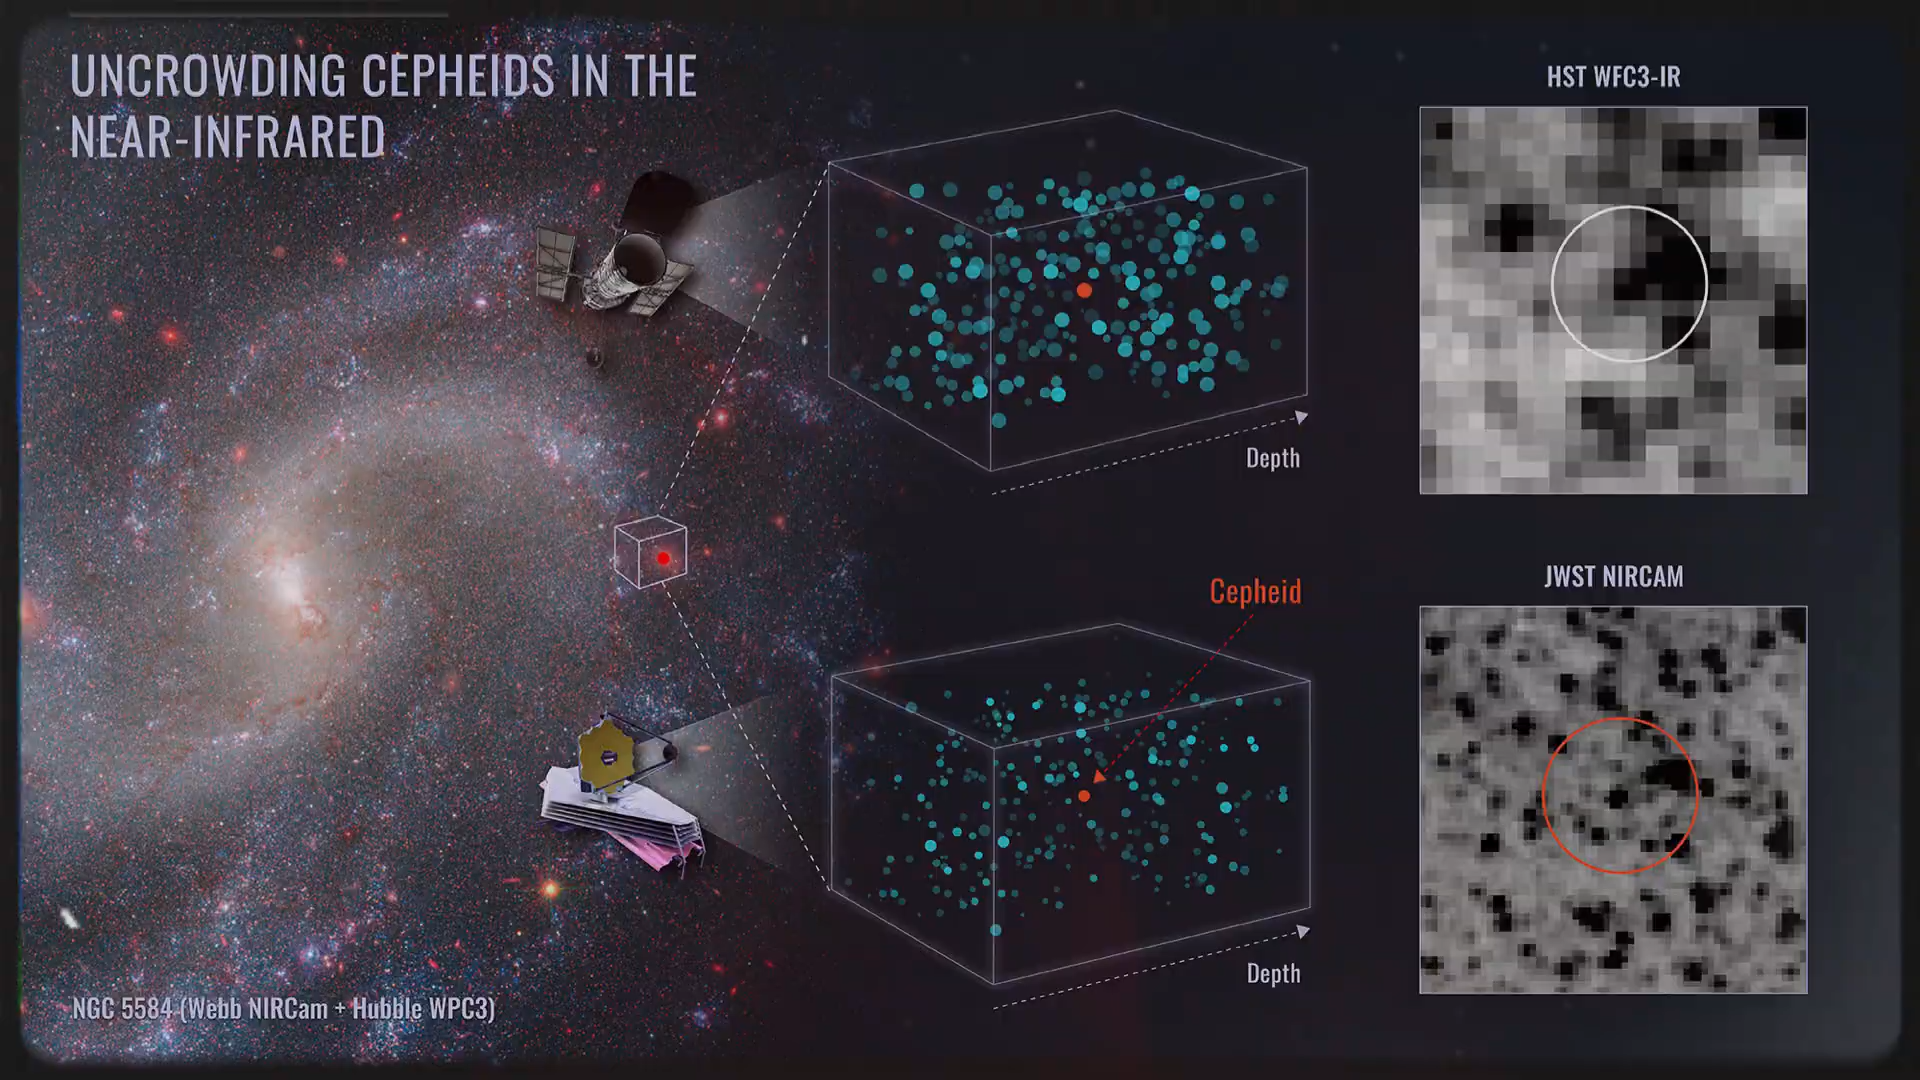 UNCROWDING CEPHEIDS IN THE
NEAR-INFRARED
HST WFC3-IR
Depth
Cepheid
JWST NIRCAM
Depth
NGC 5584 (Webb NIRCam + Hubble WPC3)